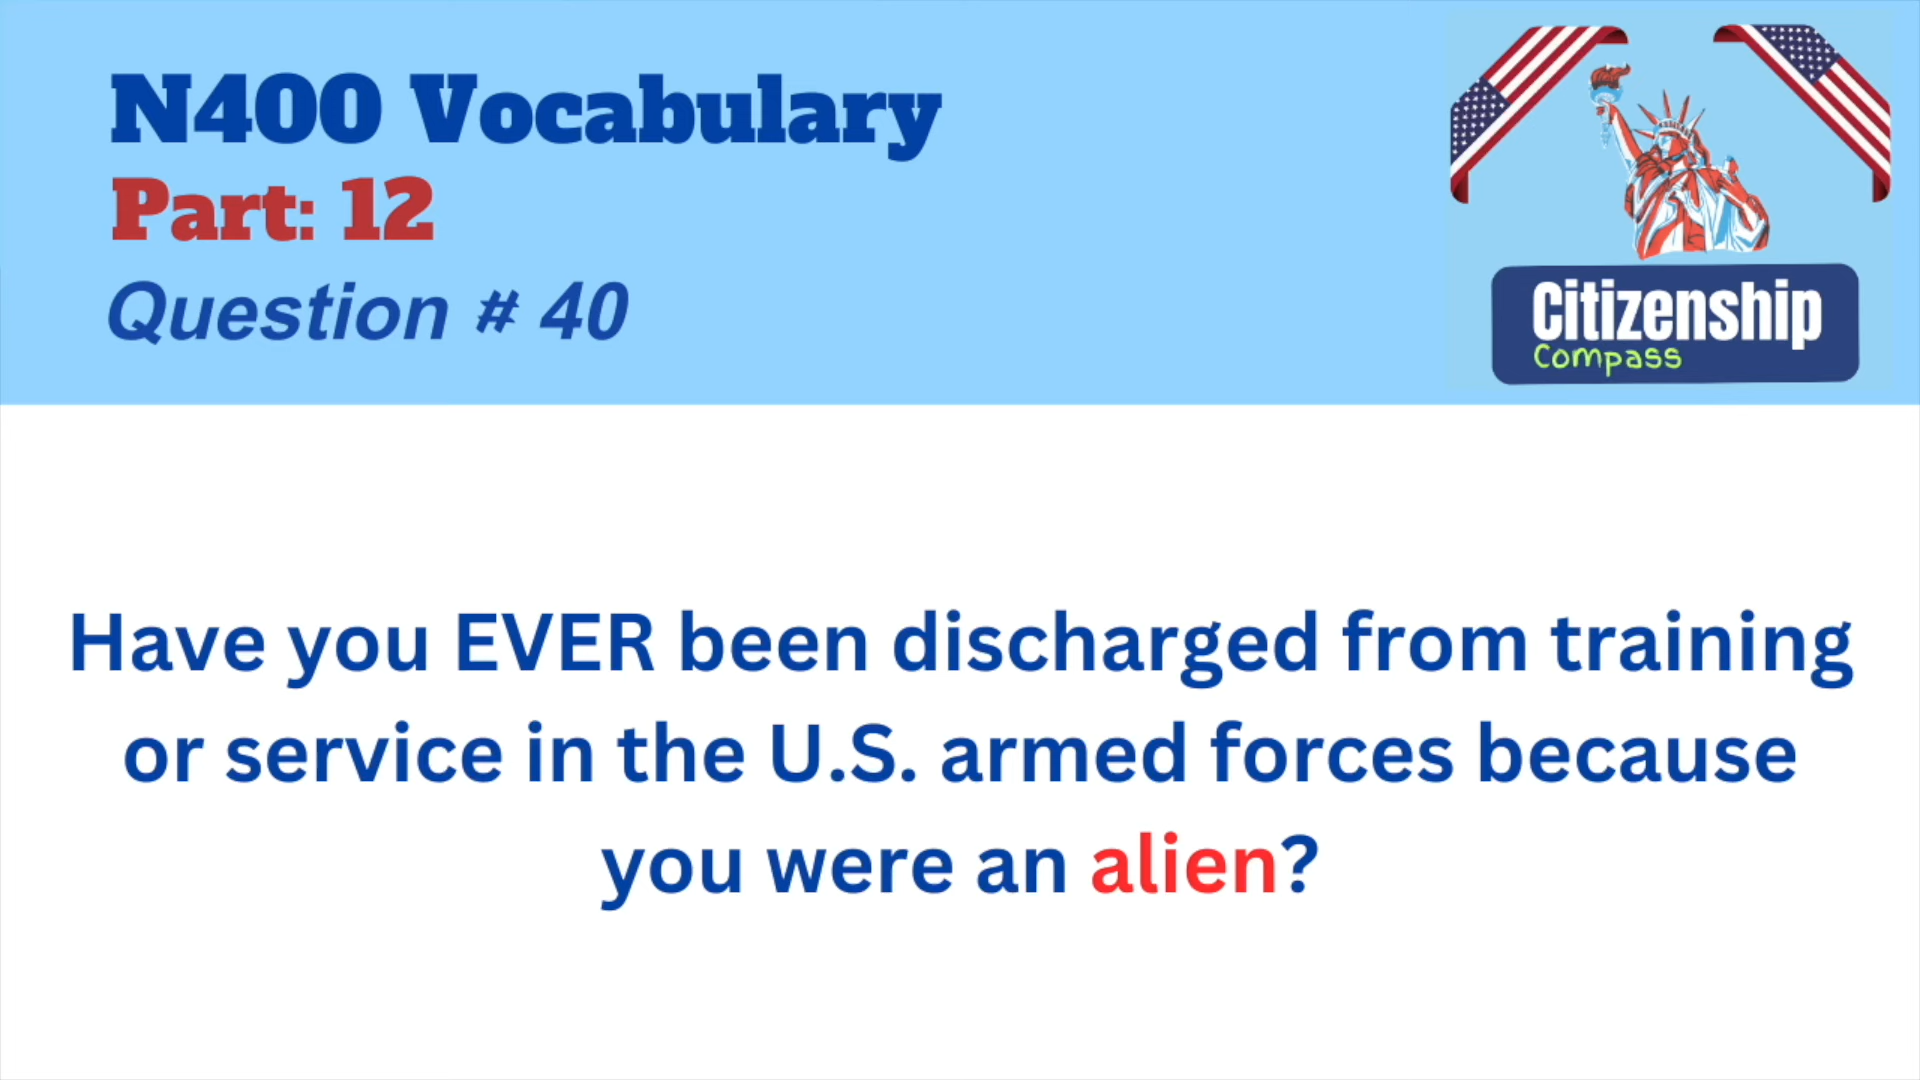 N400 Vocabulary
Part: 12
Question # 40
Citizenship
Compass
Have you EVER been discharged from training
or service in the U.S. armed forces because
you were an alien?